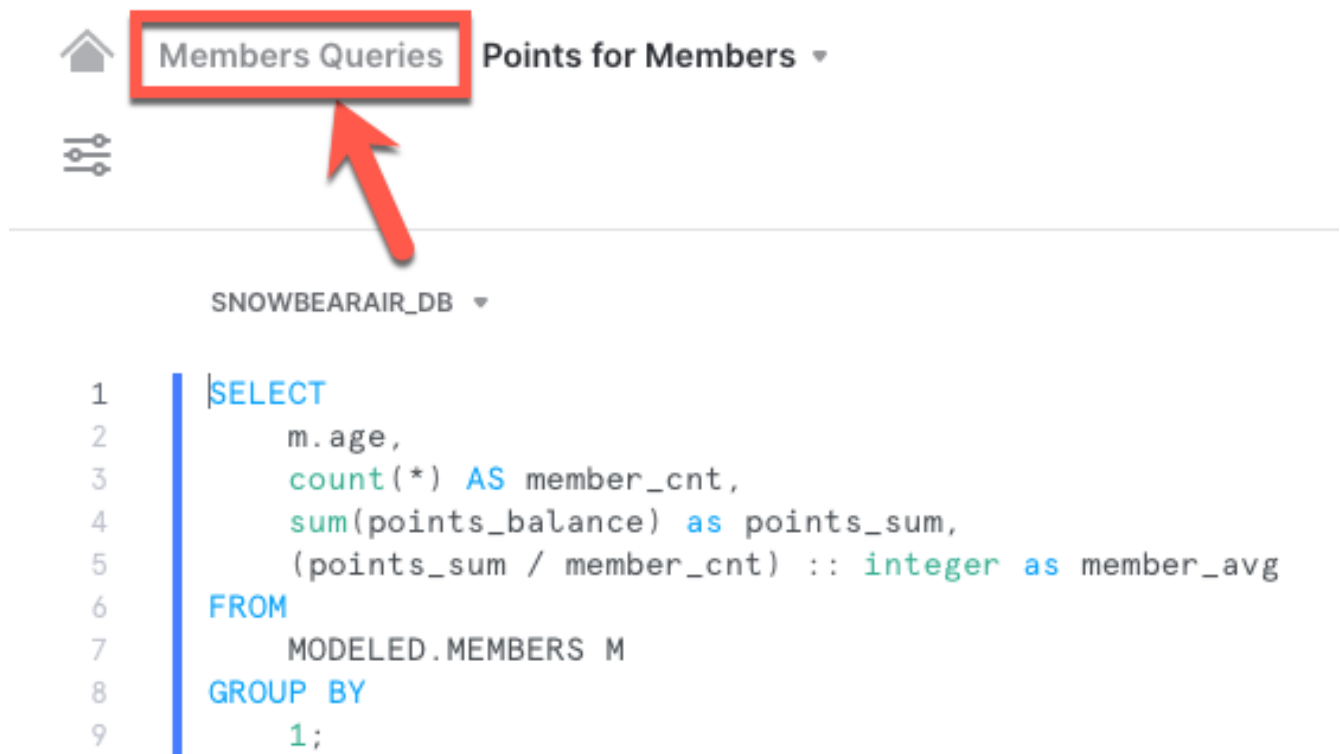 Members Queries Points for Members
SNOWBEARAIR_DB
1 SELECT
2 m.age,
3 count(*) AS member_cnt,
4 sum(points_balance) as points_sum,
5 (points_sum / member_cnt) :: integer as member_avg
6 FROM
7 MODELED.MEMBERS M
8 GROUP BY
9 1;